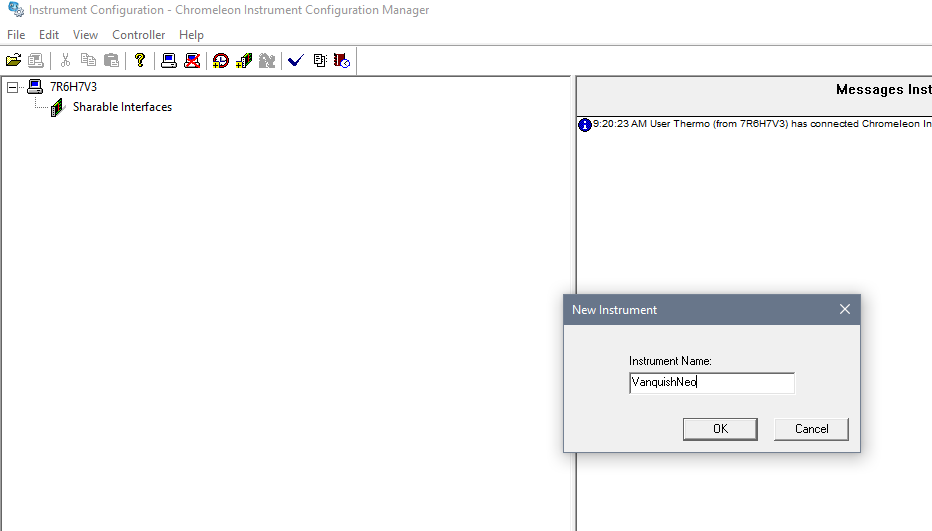 Instrument Configuration - Chromeleon Instrument Configuration Manager
File Edit View Controller Help
7R6H7V3
Sharable Interfaces
Messages Inst
9:20:23 AM User Thermo (from 7R6H7V3) has connected Chromeleon In
New Instrument
Instrument Name:
VanquishNeo
OK Cancel